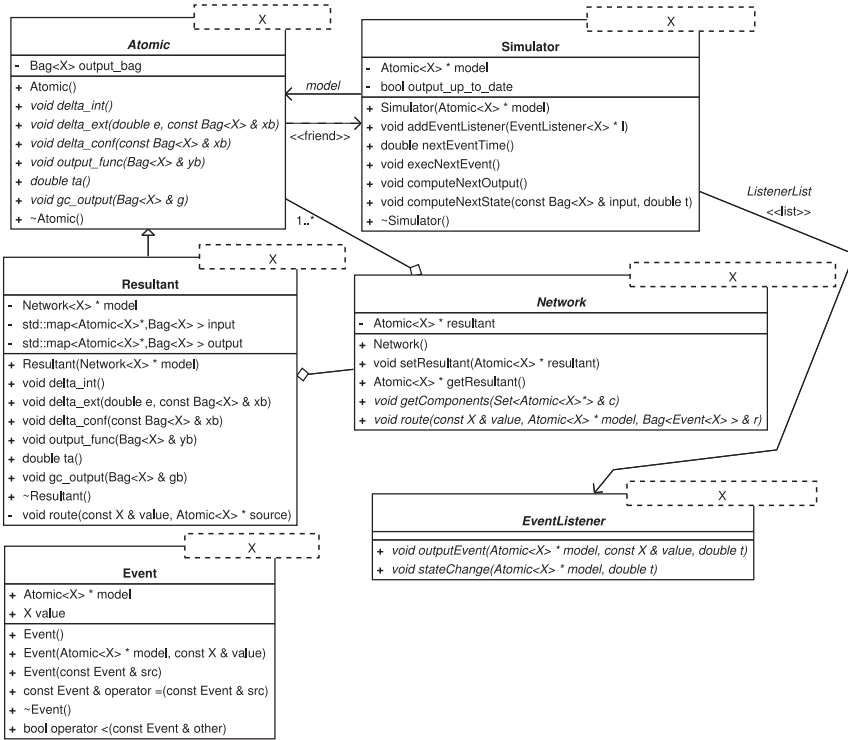 X
Atomic
- Bag<X> output_bag
+ Atomic()
+ void delta_int()
+ void delta_ext(double e, const Bag<X> & xb)
+ void delta_conf(const Bag<X> & xb)
+ void output_func(Bag<X> & yb)
+ double ta()
+ void gc_output(Bag<X> & g)
+ ~Atomic()
model
<<friend>>
X
Simulator
- Atomic<X> * model
- bool output_up_to_date
+ Simulator(Atomic<X> * model)
+ void addEventListener(EventListener<X> * l)
+ double nextEventTime()
+ void execNextEvent()
+ void computeNextOutput()
+ void computeNextState(const Bag<X> & input, double t)
+ ~Simulator()
ListenerList
<<list>>
1..*
X
Resultant
- Network<X> * model
- std::map<Atomic<X>*,Bag<X> > input
- std::map<Atomic<X>*,Bag<X> > output
+ Resultant(Network<X> * model)
+ void delta_int()
+ void delta_ext(double e, const Bag<X> & xb)
+ void delta_conf(const Bag<X> & xb)
+ void output_func(Bag<X> & yb)
+ double ta()
+ void gc_output(Bag<X> & gb)
+ ~Resultant()
- void route(const X & value, Atomic<X> * source)
X
Network
- Atomic<X> * resultant
+ Network()
+ void setResultant(Atomic<X> * resultant)
+ Atomic<X> * getResultant()
+ void getComponents(Set<Atomic<X>*> & c)
+ void route(const X & value, Atomic<X> * model, Bag<Event<X> > & r)
X
EventListener
+ void outputEvent(Atomic<X> * model, const X & value, double t)
+ void stateChange(Atomic<X> * model, double t)
X
Event
+ Atomic<X> * model
+ X value
+ Event()
+ Event(Atomic<X> * model, const X & value)
+ Event(const Event & src)
+ const Event & operator =(const Event & src)
+ ~Event()
+ bool operator <(const Event & other)